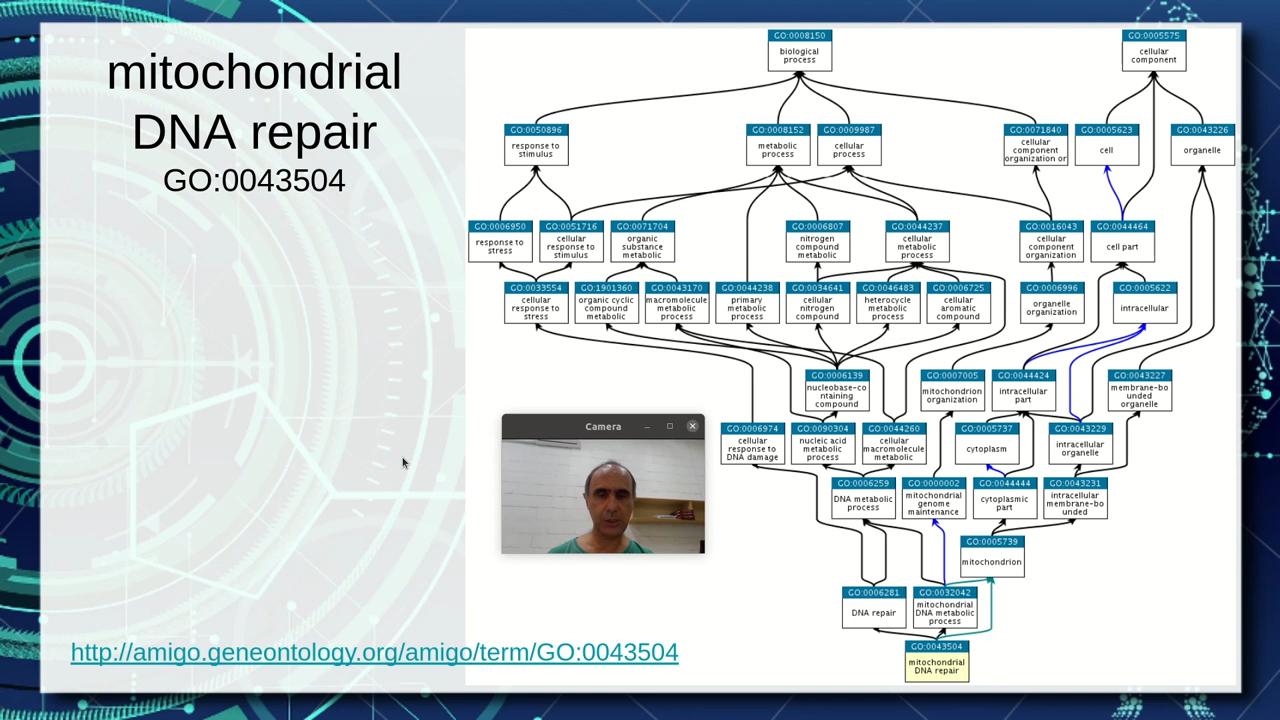 mitochondrial
DNA repair
GO:0043504
GO:0008150
biological
process
GO:0005575
cellular
component
GO:0050896
response to
stimulus
GO:0008152
metabolic
process
GO:0009987
cellular
process
GO:0071840
cellular
component
organization or
GO:0005623
cell
GO:0043226
organelle
GO:0006950
response to
stress
GO:0051716
cellular
response to
stimulus
GO:0071704
organic
substance
metabolic
GO:0006807
nitrogen
compound
metabolic
GO:0044237
cellular
metabolic
process
GO:0016043
cellular
component
organization
GO:0044464
cell part
GO:0033554
cellular
response to
stress
GO:1901360
organic cyclic
compound
metabolic
GO:0043170
macromolecule
metabolic
process
GO:0044238
primary
metabolic
process
GO:0034641
cellular
nitrogen
compound
GO:0046483
heterocycle
metabolic
process
GO:0006725
cellular
aromatic
compound
GO:0006996
organelle
organization
GO:0005622
intracellular
GO:0006139
nucleobase-co
ntaining
compound
GO:0007005
mitochondrion
organization
GO:0044424
intracellular
part
GO:0043227
membrane-bo
unded
organelle
GO:0006974
cellular
response to
DNA damage
GO:0090304
nucleic acid
metabolic
process
GO:0044260
cellular
macromolecule
metabolic
GO:0005737
cytoplasm
GO:0043229
intracellular
organelle
GO:0006259
DNA metabolic
process
GO:0000002
mitochondrial
genome
maintenance
GO:0044444
cytoplasmic
part
GO:0043231
intracellular
membrane-bo
unded
GO:0005739
mitochondrion
GO:0006281
DNA repair
GO:0032042
mitochondrial
DNA metabolic
process
GO:0043504
mitochondrial
DNA repair
Camera
http://amigo.geneontology.org/amigo/term/GO:0043504